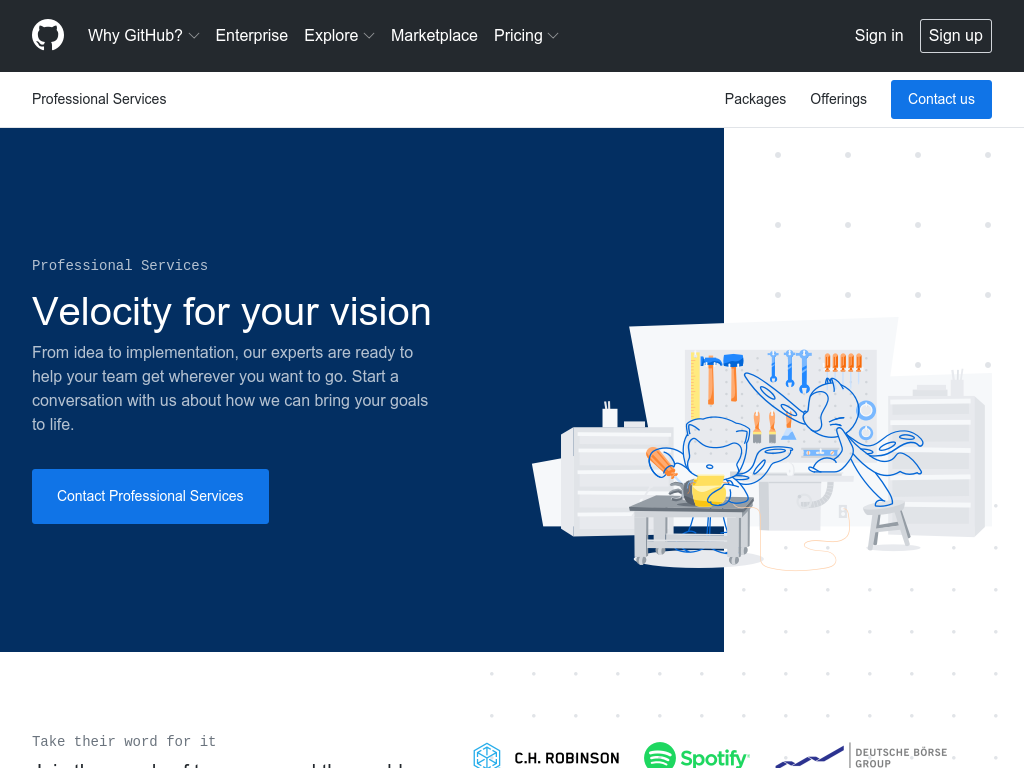 Why GitHub? Enterprise Explore Marketplace Pricing Sign in Sign up
Professional Services Packages Offerings Contact us
Professional Services
Velocity for your vision
From idea to implementation, our experts are ready to
help your team get wherever you want to go. Start a
conversation with us about how we can bring your goals
to life.
Contact Professional Services
Take their word for it
C.H. ROBINSON
Spotify
DEUTSCHE BÖRSE
GROUP